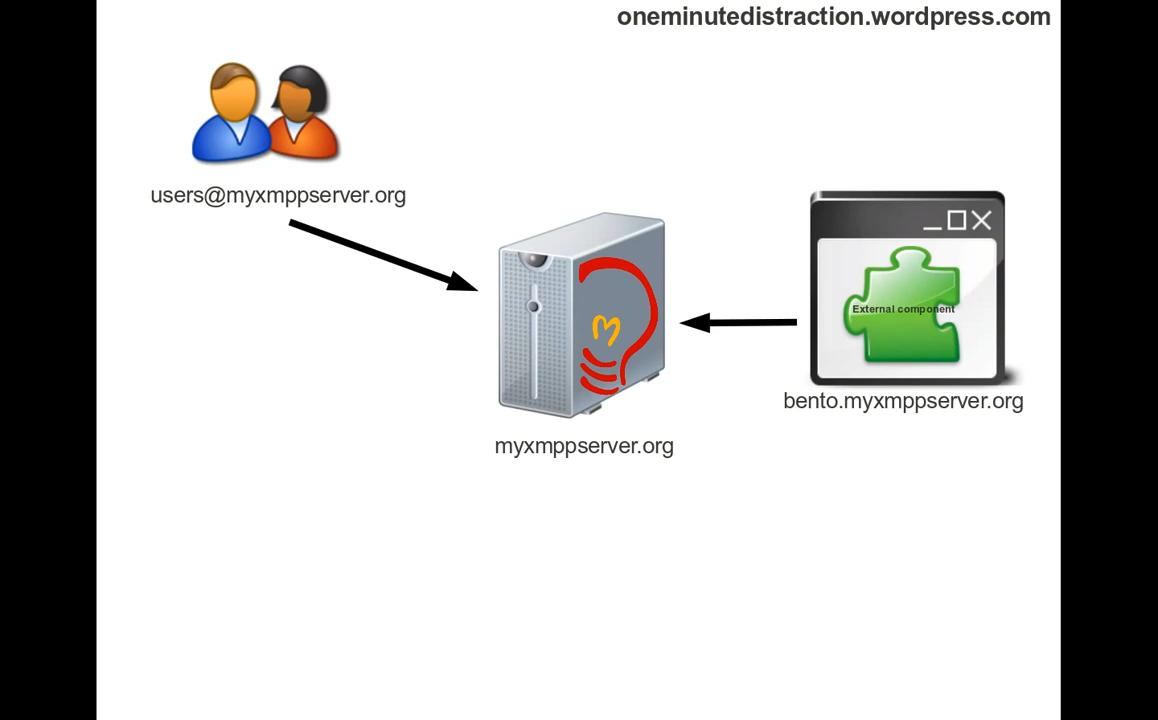 oneminutedistraction.wordpress.com
users@myxmppserver.org
External component
bento.myxmppserver.org
myxmppserver.org